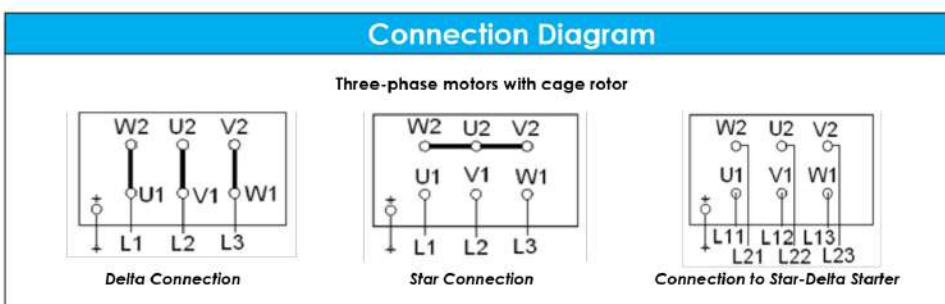 Connection Diagram
Three-phase motors with cage rotor
W2 U2 V2
U1 V1 W1
L1 L2 L3
Delta Connection
W2 U2 V2
U1 V1 W1
L1 L2 L3
Star Connection
W2 U2 V2
U1 V1 W1
L11 L12 L13
L21 L22 L23
Connection to Star-Delta Starter